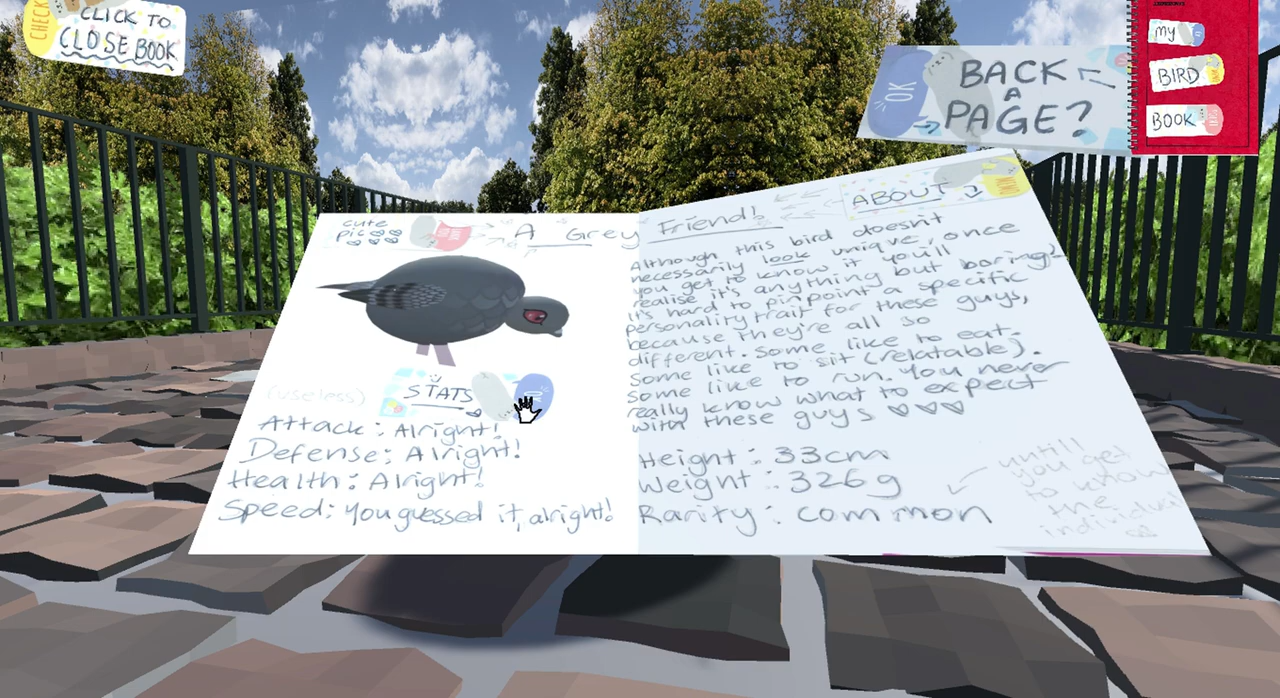 CHECK
CLICK TO
CLOSE BOOK
BACK
A
PAGE?
OK
MY
BIRD
BOOK
cute
pic
A Grey
Friend!
ABOUT
Although this bird doesn't
necessarily look unique, once
you get to know it you'll
realise it's anything but boring!
It's hard to pinpoint a specific
personality trait for these guys,
because they're all so
different. Some like to eat.
Some like to sit (relatable).
Some like to run. You never
really know what to expect
with these guys ♡♡♡
(useless)
STATS
Attack: Alright!
Defense: Alright!
Health: Alright!
Speed: You guessed it, alright!
Height: 33cm
Weight: 326g
Rarity: common
untill
you get
to know
the
individual